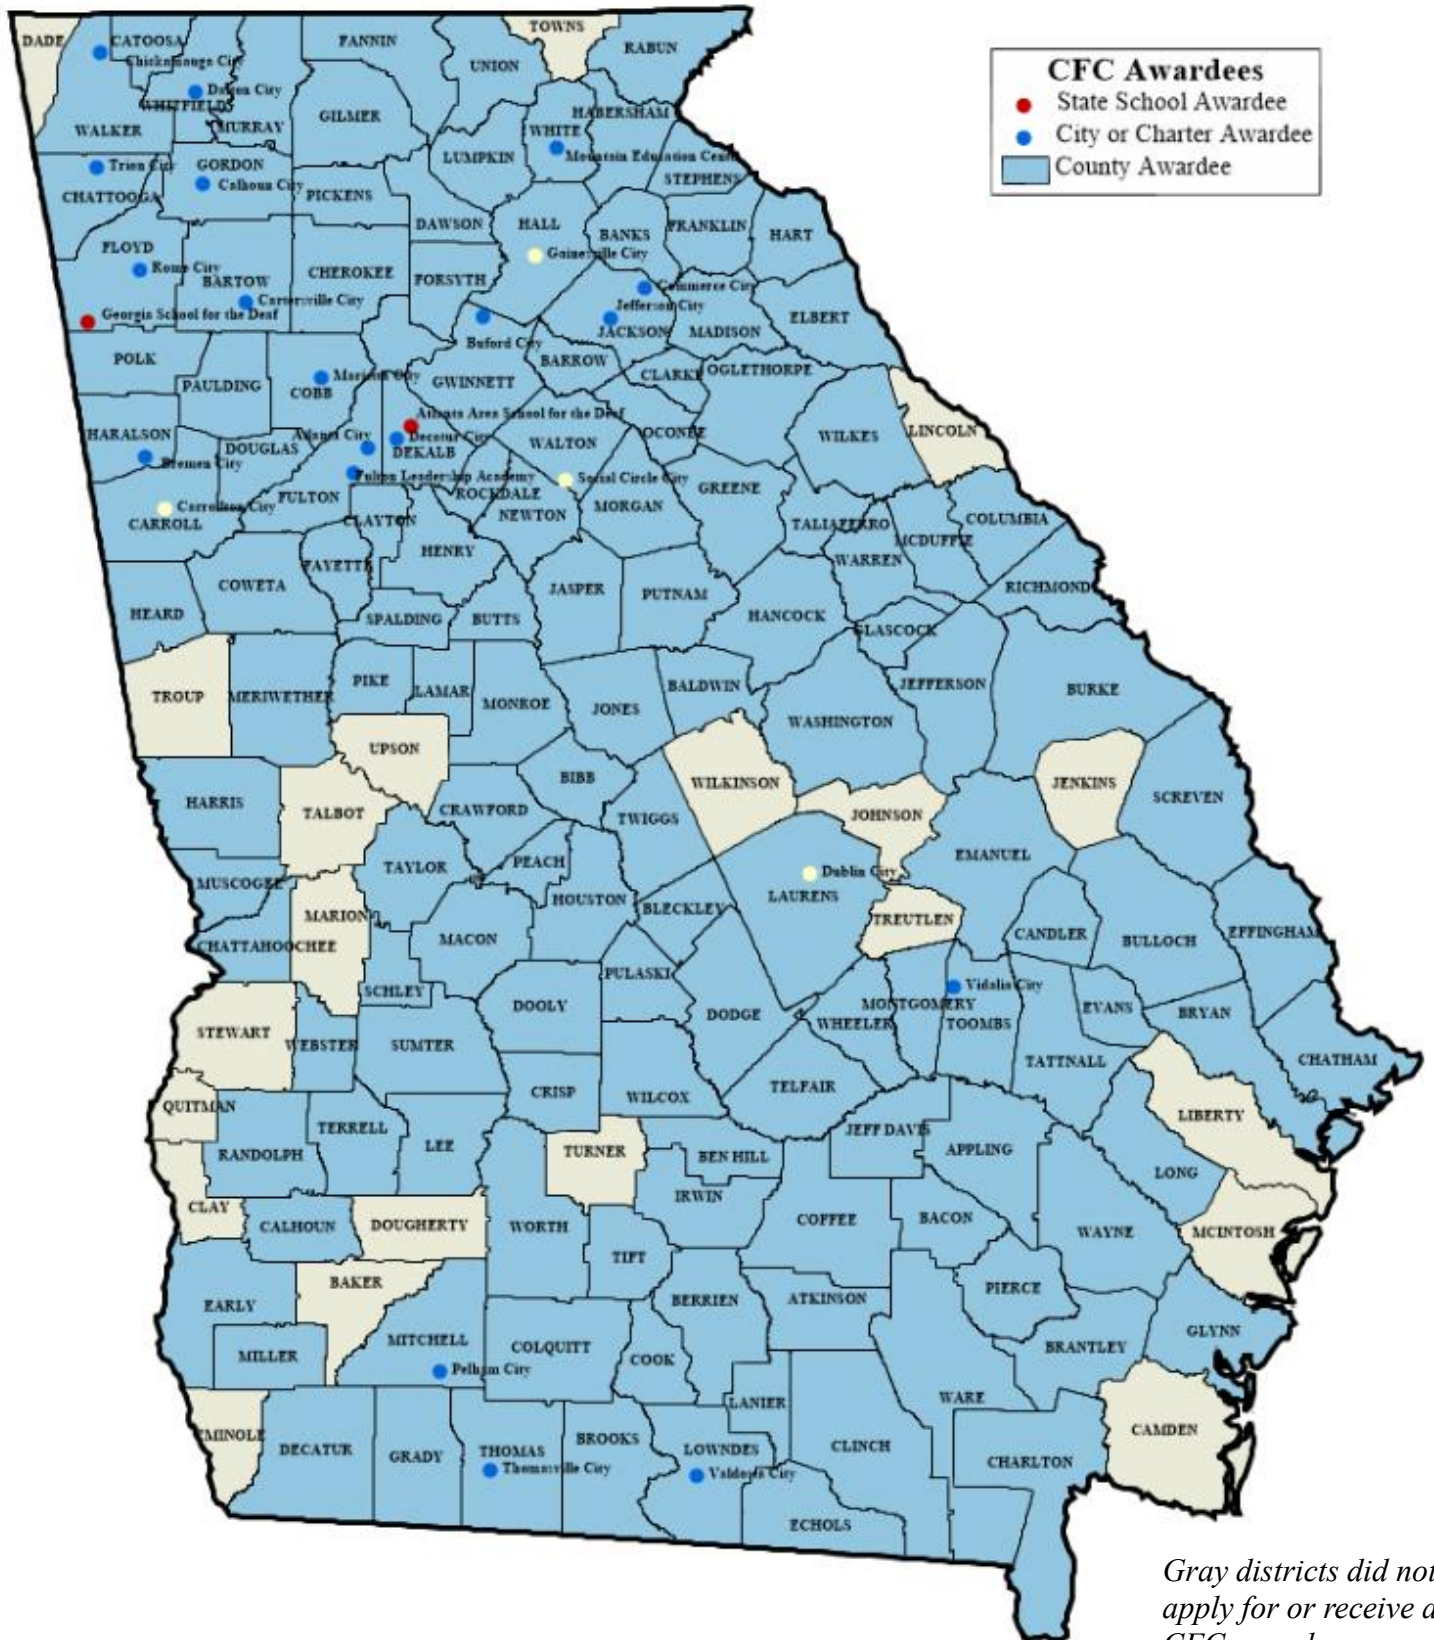 CFC Awardees
State School Awardee
City or Charter Awardee
County Awardee
DADE
CATOOSA
Chickamauga City
Dalton City
WHITFIELD
MURRAY
WALKER
FANNIN
GILMER
UNION
TOWNS
RABUN
HABERSHAM
WHITE
Mountain Education Cent
STEPHENS
LUMPKIN
Trion City
CHATTOOGA
GORDON
Calhoun City
PICKENS
DAWSON
HALL
Gainesville City
BANKS
FRANKLIN
HART
FLOYD
Rome City
BARTOW
Cartersville City
CHEROKEE
FORSYTH
Georgia School for the Deaf
Commerce City
Jefferson City
JACKSON
MADISON
ELBERT
Buford City
BARROW
POLK
PAULDING
COBB
Marietta City
GWINNETT
CLARKE
OGLETHORPE
Atlanta Area School for the Deaf
HARALSON
Bremen City
DOUGLAS
Atlanta City
Decatur City
DEKALB
WALTON
OCONEE
WILKES
LINCOLN
Fulton Leadership Academy
ROCKDALE
Social Circle City
Carrollton City
CARROLL
FULTON
CLAYTON
NEWTON
MORGAN
GREENE
TALIAFERRO
COLUMBIA
MCDUFFIE
WARREN
HENRY
FAYETTE
COWETA
HEARD
SPALDING
BUTTS
JASPER
PUTNAM
HANCOCK
RICHMOND
GLASCOCK
TROUP
MERIWETHER
PIKE
LAMAR
MONROE
JONES
BALDWIN
WASHINGTON
JEFFERSON
BURKE
UPSON
BIBB
WILKINSON
JENKINS
SCREVEN
HARRIS
TALBOT
CRAWFORD
TWIGGS
JOHNSON
EMANUEL
TAYLOR
PEACH
Dublin City
LAURENS
MUSCOGEE
HOUSTON
BLECKLEY
TREUTLEN
MARION
MACON
CHATTAHOOCHEE
CANDLER
BULLOCH
EFFINGHAM
SCHLEY
DOOLY
PULASKI
DODGE
Vidalia City
MONTGOMERY
WHEELER
TOOMBS
EVANS
BRYAN
STEWART
WEBSTER
SUMTER
TATTNALL
CHATHAM
CRISP
WILCOX
TELFAIR
LIBERTY
QUITMAN
RANDOLPH
TERRELL
LEE
TURNER
BEN HILL
JEFF DAVIS
APPLING
LONG
CLAY
CALHOUN
DOUGHERTY
WORTH
IRWIN
COFFEE
BACON
WAYNE
MCINTOSH
TIFT
BAKER
EARLY
PIERCE
BERRIEN
ATKINSON
MILLER
MITCHELL
Pelham City
COLQUITT
COOK
BRANTLEY
GLYNN
LANIER
WARE
CAMDEN
EMINOLE
DECATUR
GRADY
THOMAS
Thomasville City
BROOKS
LOWNDES
Valdosta City
CLINCH
CHARLTON
ECHOLS
Gray districts did not
apply for or receive a